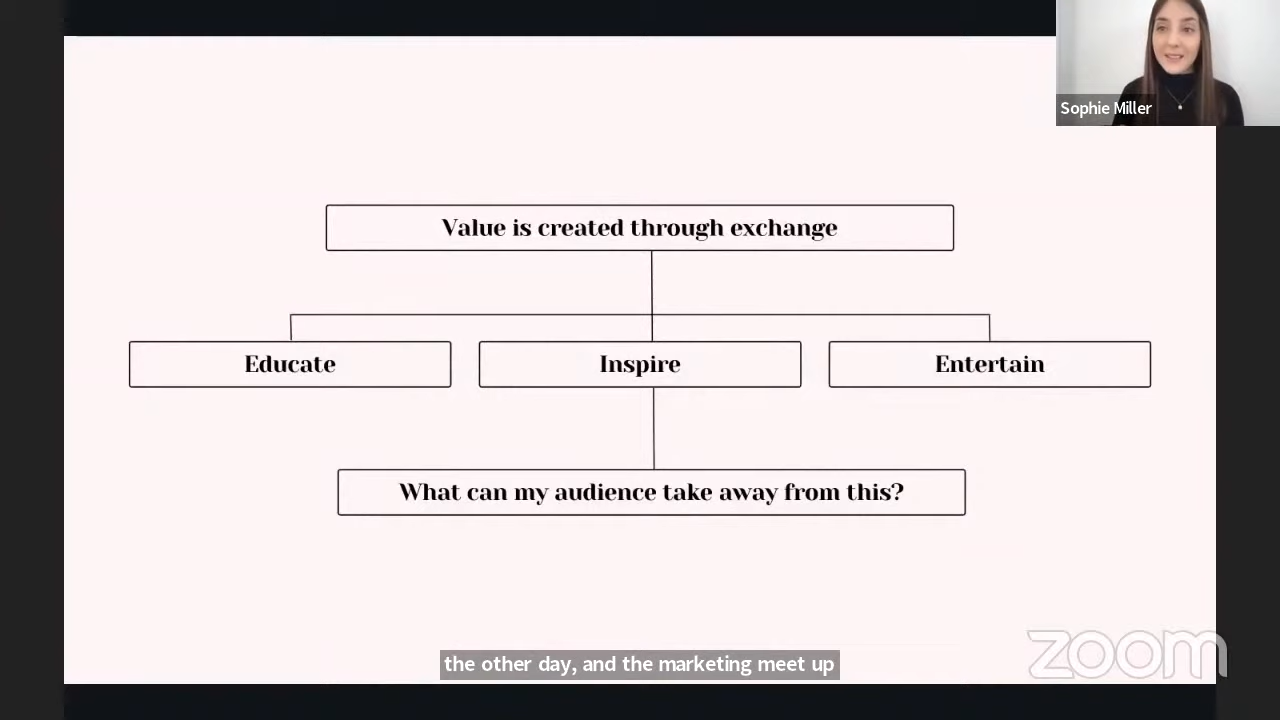 Sophie Miller
Value is created through exchange
Educate
Inspire
Entertain
What can my audience take away from this?
the other day, and the marketing meet up
zoom